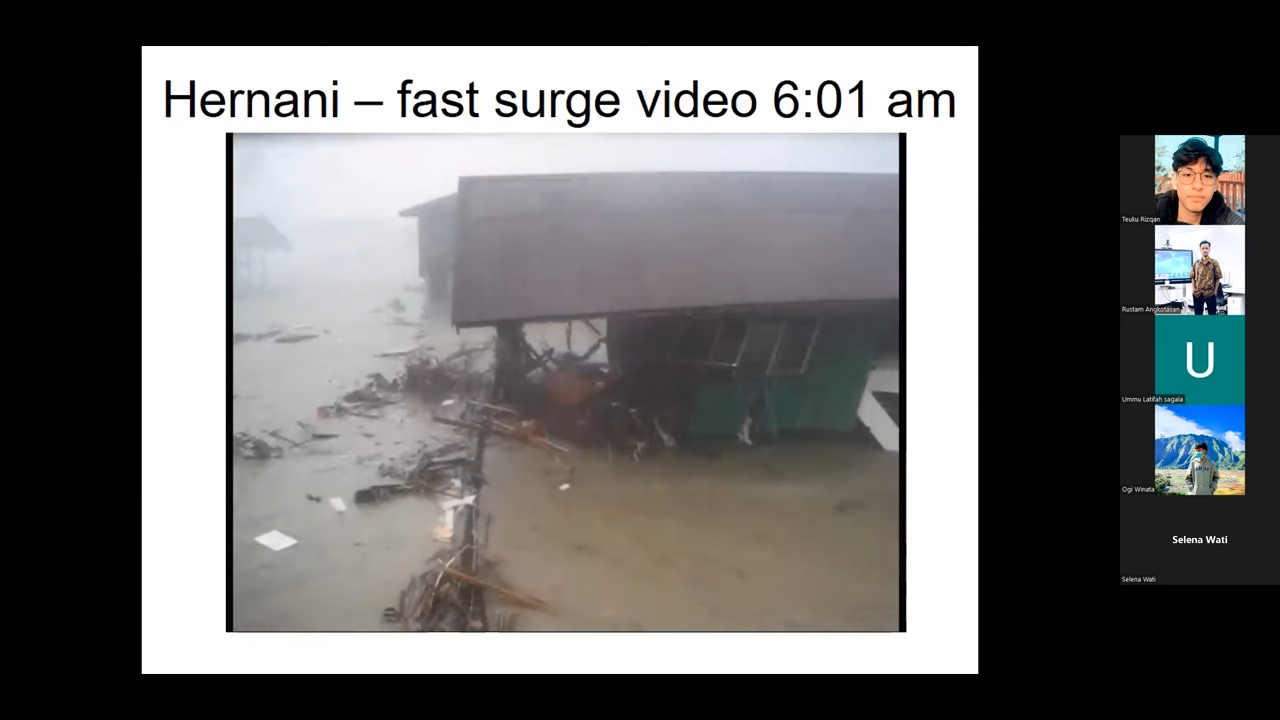 Hernani – fast surge video 6:01 am
Teuku Rizqan
Rustam Angkotasan
U
Ummu Latifah sagala
Ogi Winata
Selena Wati
Selena Wati